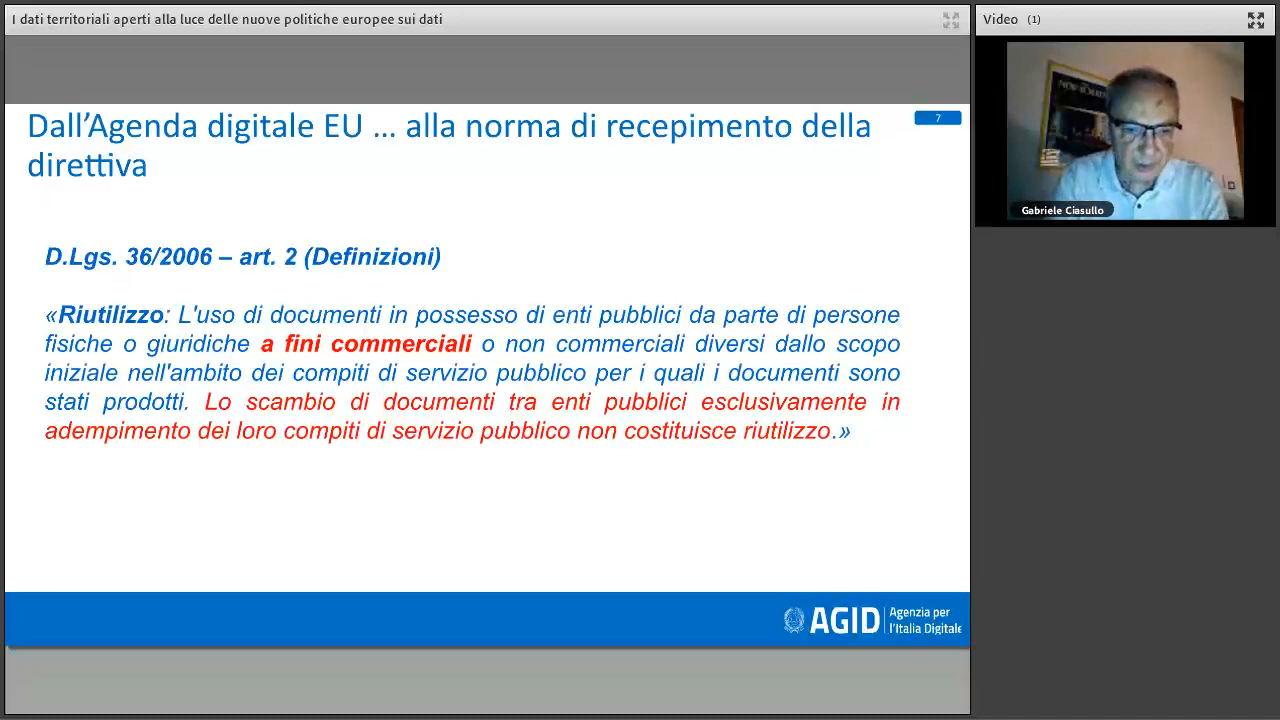 I dati territoriali aperti alla luce delle nuove politiche europee sui dati
Video (1)
Dall'Agenda digitale EU … alla norma di recepimento della
direttiva
7
D.Lgs. 36/2006 – art. 2 (Definizioni)
«Riutilizzo: L'uso di documenti in possesso di enti pubblici da parte di persone
fisiche o giuridiche a fini commerciali o non commerciali diversi dallo scopo
iniziale nell'ambito dei compiti di servizio pubblico per i quali i documenti sono
stati prodotti. Lo scambio di documenti tra enti pubblici esclusivamente in
adempimento dei loro compiti di servizio pubblico non costituisce riutilizzo.»
Gabriele Ciasullo
AGID
Agenzia per
l'Italia Digitale